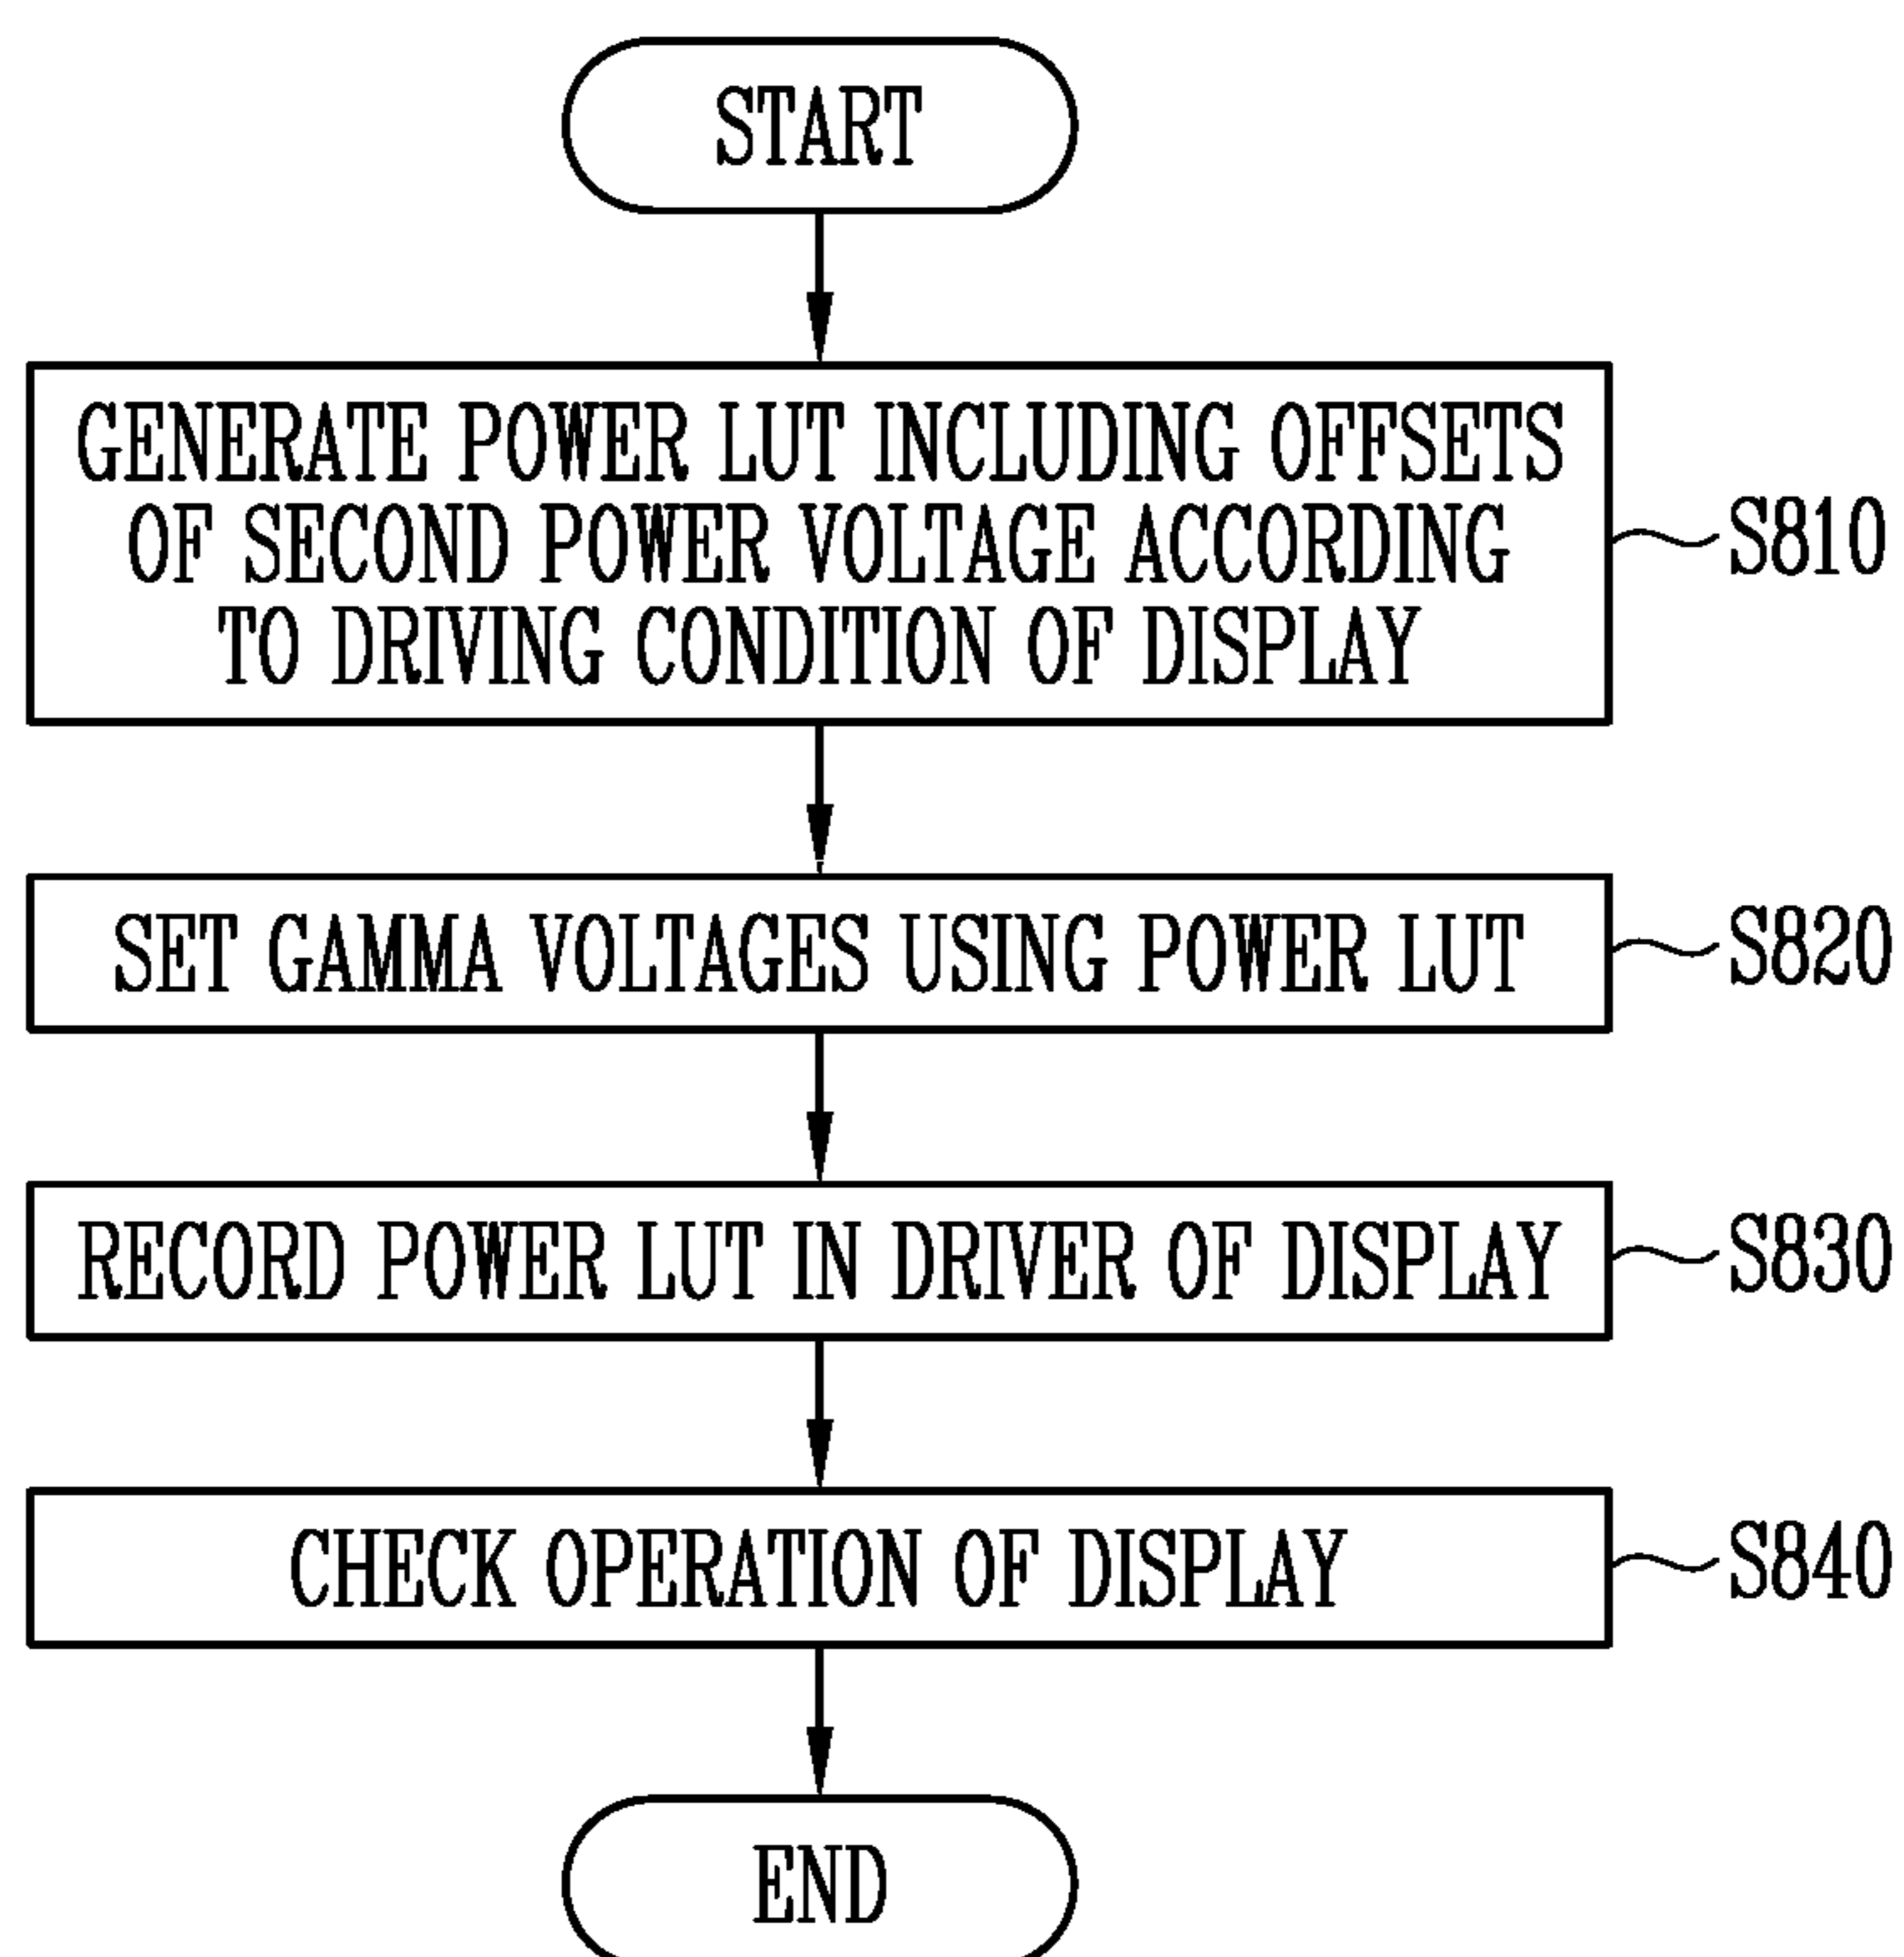 START
GENERATE POWER LUT INCLUDING OFFSETS
OF SECOND POWER VOLTAGE ACCORDING
TO DRIVING CONDITION OF DISPLAY
S810
SET GAMMA VOLTAGES USING POWER LUT
S820
RECORD POWER LUT IN DRIVER OF DISPLAY
S830
CHECK OPERATION OF DISPLAY
S840
END